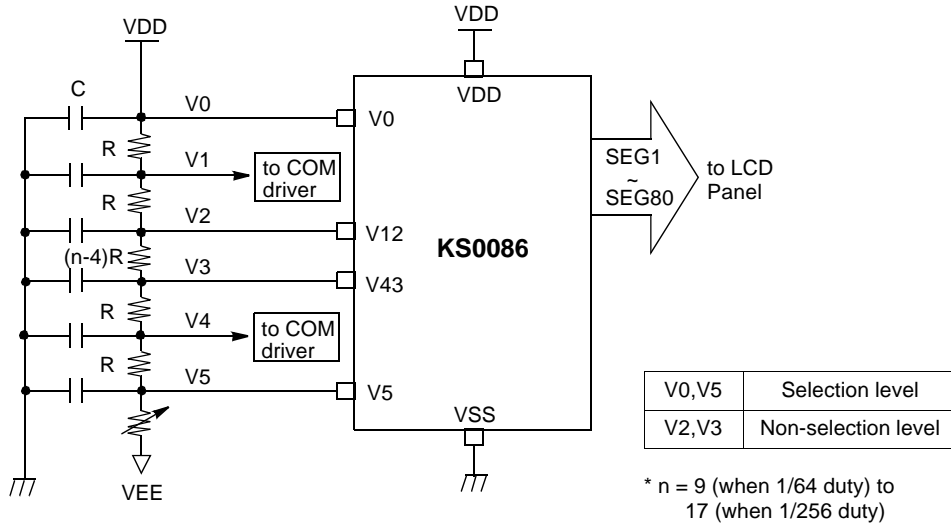 VDD
VDD
C
V0
V0
VDD
R
V1
to COM
driver
SEG1
~
SEG80
to LCD
Panel
R
V2
V12
KS0086
(n-4)R
V3
V43
R
V4
to COM
driver
R
V5
V5
VSS
VEE
V0,V5 Selection level
V2,V3 Non-selection level
* n = 9 (when 1/64 duty) to
17 (when 1/256 duty)